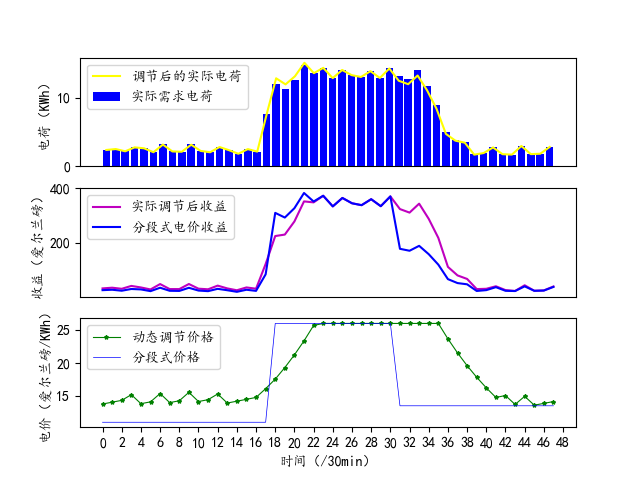 调节后的实际电荷
实际需求电荷
电荷 (KWh)
10
0
实际调节后收益
分段式电价收益
收益 (爱尔兰磅)
400
200
动态调节价格
分段式价格
电价 (爱尔兰磅/KWh)
25
20
15
0 2 4 6 8 10 12 14 16 18 20 22 24 26 28 30 32 34 36 38 40 42 44 46 48
时间 (/30min)